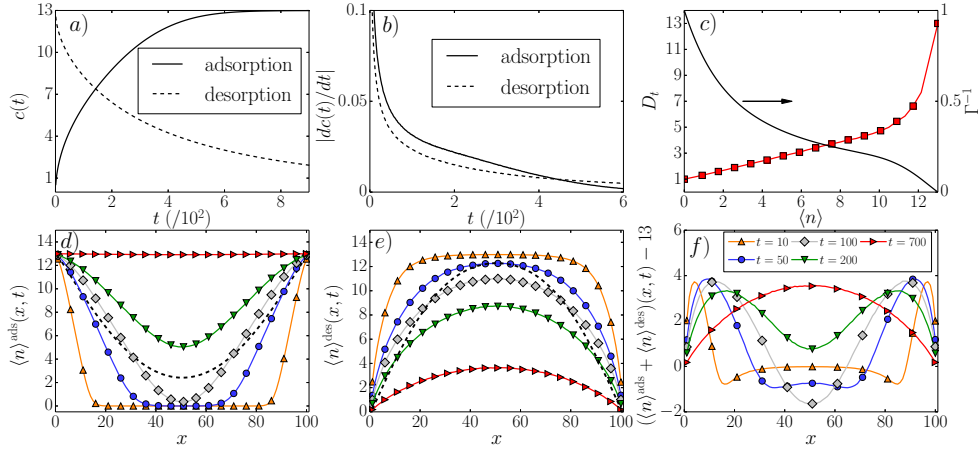 a)
c(t)
13
10
7
4
1
adsorption
desorption
0 2 4 6 8
t (/10²)
b)
|dc(t)/dt|
0.1
0.05
0
adsorption
desorption
0 2 4 6
t (/10²)
c)
D_t
13
11
9
7
5
3
1
1
0.5
0
Γ⁻¹
0 2 4 6 8 10 12
⟨n⟩
d)
⟨n⟩^ads(x, t)
14
12
10
8
6
4
2
0
0 20 40 60 80 100
x
e)
⟨n⟩^des(x, t)
14
12
10
8
6
4
2
0
0 20 40 60 80 100
x
f)
(⟨n⟩^ads + ⟨n⟩^des)(x, t) − 13
6
4
2
0
−2
t = 10 t = 100 t = 700
t = 50 t = 200
0 20 40 60 80 100
x